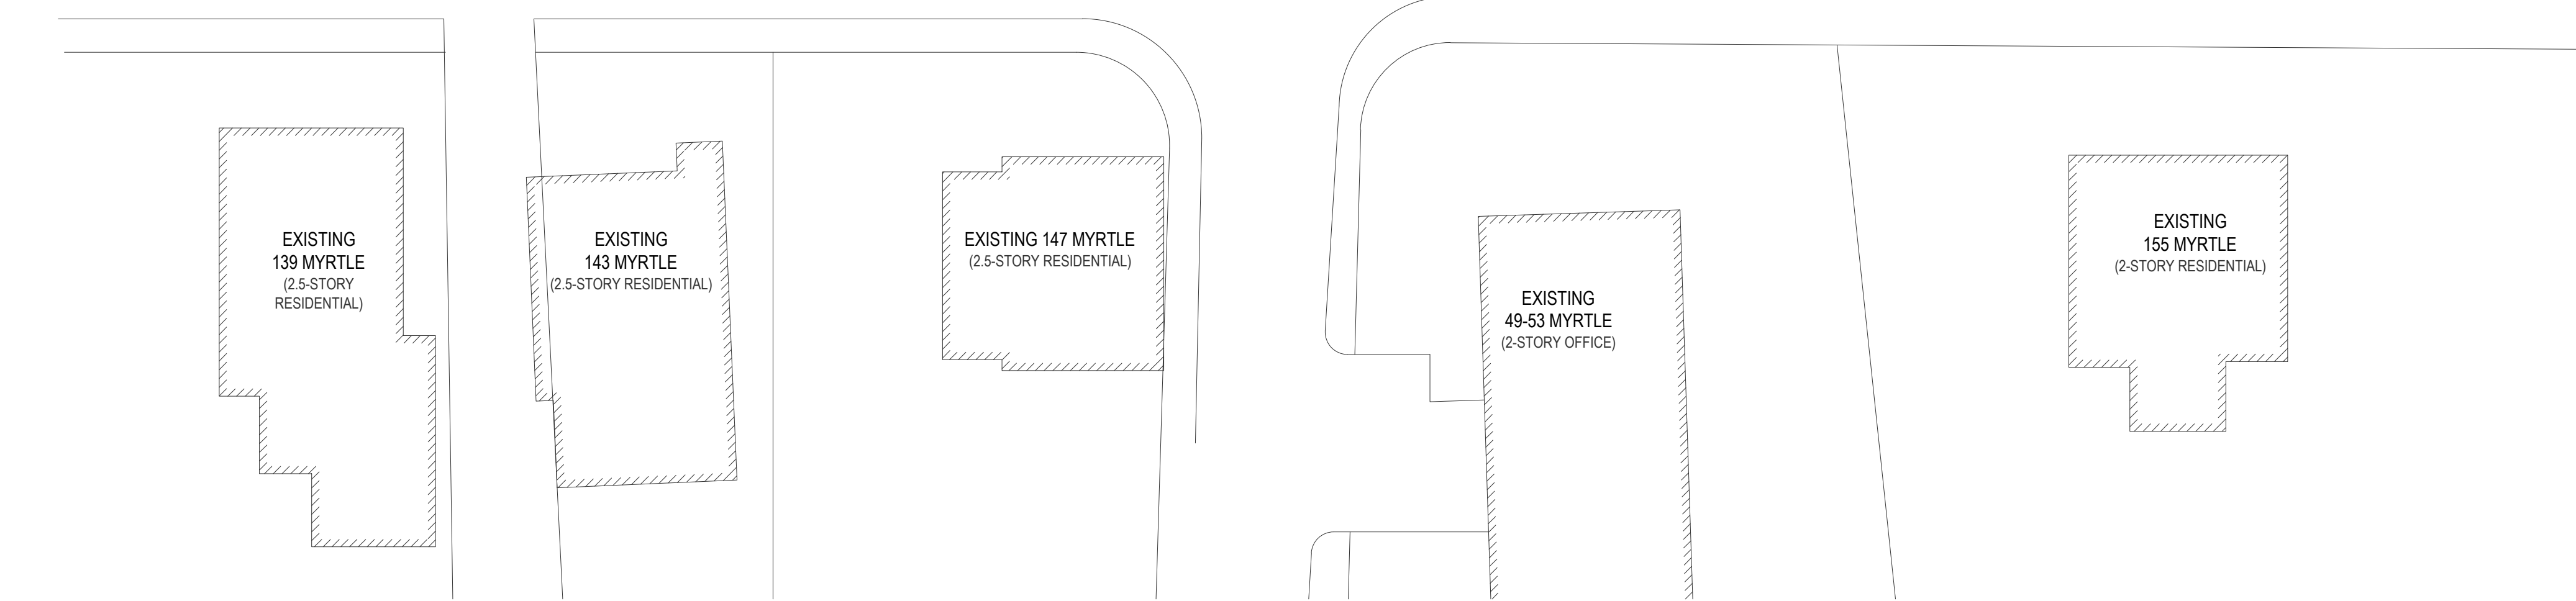 EXISTING
139 MYRTLE
(2.5-STORY
RESIDENTIAL)
EXISTING
143 MYRTLE
(2.5-STORY RESIDENTIAL)
EXISTING 147 MYRTLE
(2.5-STORY RESIDENTIAL)
EXISTING
49-53 MYRTLE
(2-STORY OFFICE)
EXISTING
155 MYRTLE
(2-STORY RESIDENTIAL)